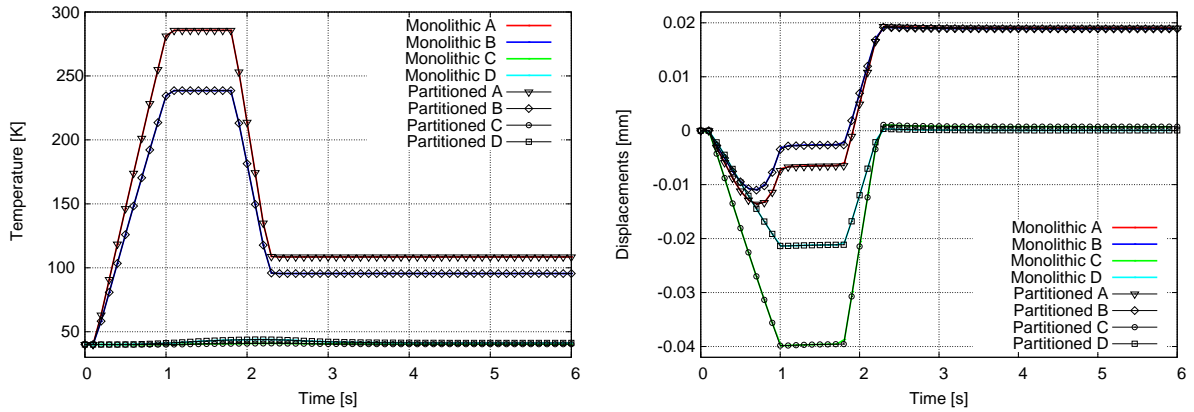 300
250
200
150
100
50
0
1
2
3
4
5
6
Temperature [K]
Time [s]
Monolithic A
Monolithic B
Monolithic C
Monolithic D
Partitioned A
Partitioned B
Partitioned C
Partitioned D
0.02
0.01
0
-0.01
-0.02
-0.03
-0.04
0
1
2
3
4
5
6
Displacements [mm]
Time [s]
Monolithic A
Monolithic B
Monolithic C
Monolithic D
Partitioned A
Partitioned B
Partitioned C
Partitioned D